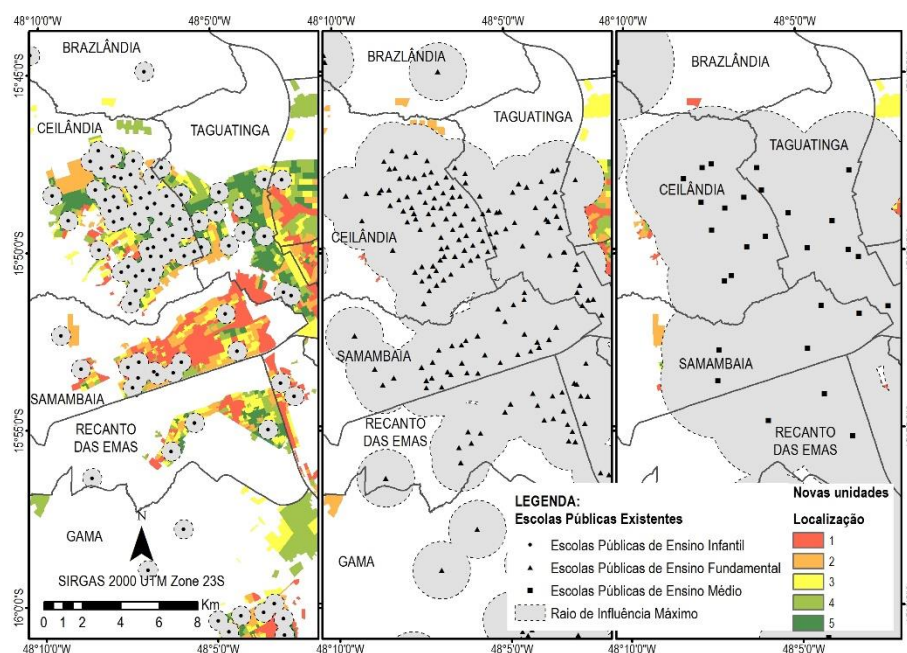 48°10'0"W 48°5'0"W 48°10'0"W 48°5'0"W 48°10'0"W 48°5'0"W
15°45'0"S
15°50'0"S
15°55'0"S
16°0'0"S
BRAZLÂNDIA
CEILÂNDIA
TAGUATINGA
SAMAMBAIA
RECANTO
DAS EMAS
GAMA
N
SIRGAS 2000 UTM Zone 23S
Km
0 1 2 4 6 8
BRAZLÂNDIA
TAGUATINGA
CEILÂNDIA
SAMAMBAIA
RECANTO
DAS EMAS
GAMA
BRAZLÂNDIA
TAGUATINGA
CEILÂNDIA
SAMAMBAIA
RECANTO
DAS EMAS
LEGENDA:
Escolas Públicas Existentes
Escolas Públicas de Ensino Infantil
Escolas Públicas de Ensino Fundamental
Escolas Públicas de Ensino Médio
Raio de Influência Máximo
Novas unidades
Localização
1
2
3
4
5
48°10'0"W 48°5'0"W 48°10'0"W 48°5'0"W 48°10'0"W 48°5'0"W